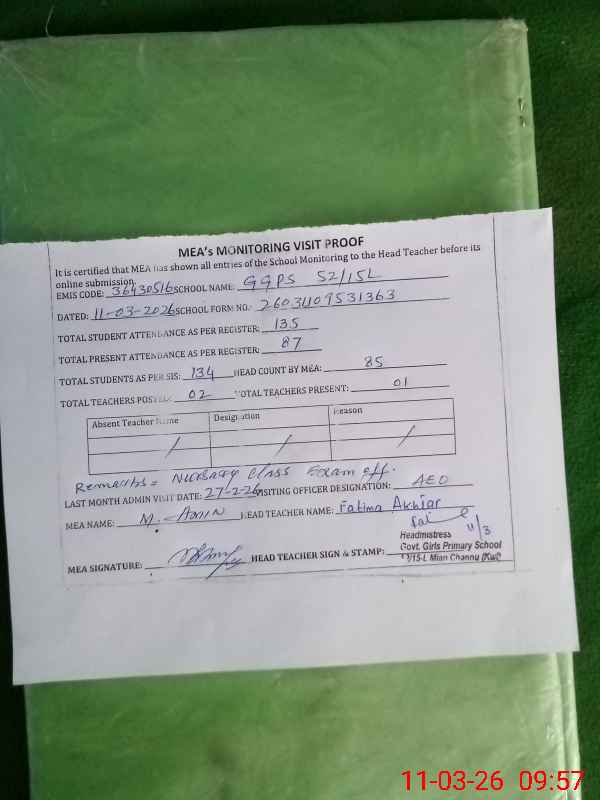 MEA's MONITORING VISIT PROOF
It is certified that MEA has shown all entries of the School Monitoring to the Head Teacher before its
online submission.
EMIS CODE: 36430516 SCHOOL NAME: GGPS 52/15L
DATED: 11-03-2026 SCHOOL FORM NO: 26031109531363
TOTAL STUDENT ATTENDANCE AS PER REGISTER: 135
TOTAL PRESENT ATTENDANCE AS PER REGISTER: 87
TOTAL STUDENTS AS PER SIS: 134 HEAD COUNT BY MEA: 85
TOTAL TEACHERS POSTED: 02 TOTAL TEACHERS PRESENT: 01
Absent Teacher Name Designation Reason
Remarks = Nursary Class Exam off.
LAST MONTH ADMIN VISIT DATE: 27-2-26 VISITING OFFICER DESIGNATION: AEO
MEA NAME: M. Amin HEAD TEACHER NAME: Fatima Akhtar
11/3
Headmistress
Govt. Girls Primary School
MEA SIGNATURE: HEAD TEACHER SIGN & STAMP: /15-L Mian Channu (Kwl)
11-03-26 09:57